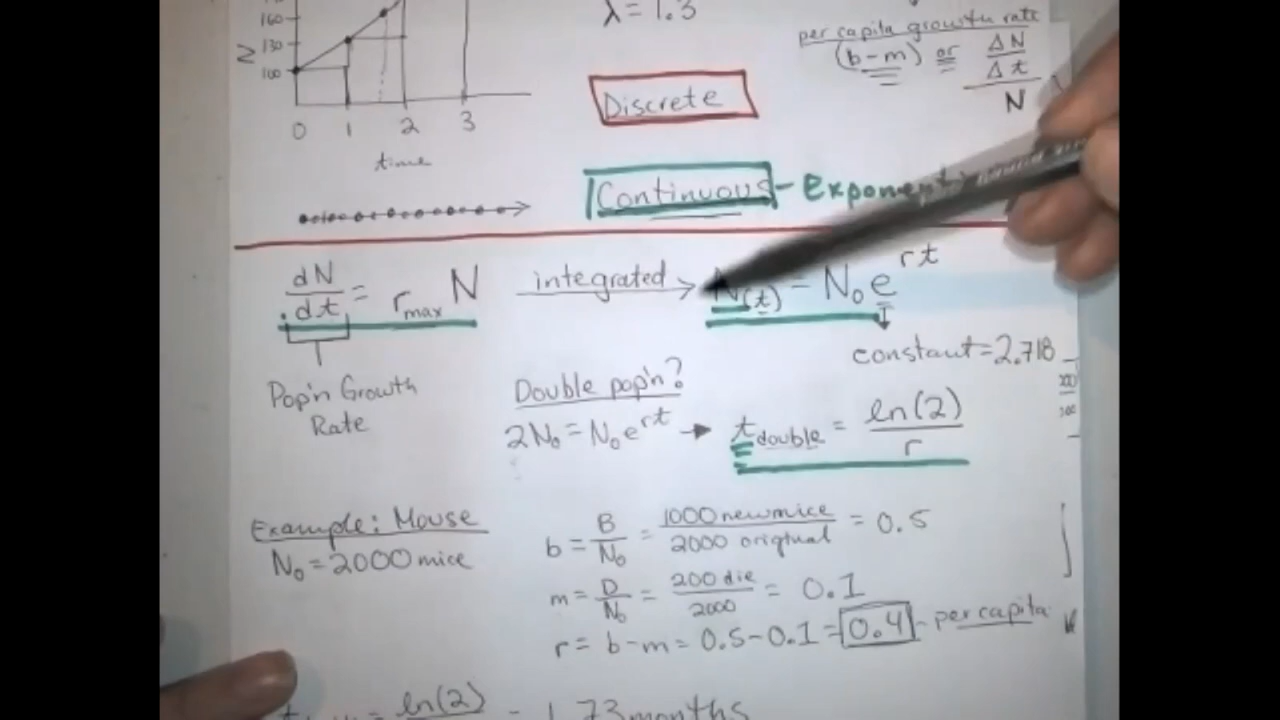 λ = 1.3
per capita growth rate
(b-m) or ΔN
Δt
N
N
160
130
100
0 1 2 3
time
Discrete
Continuous - Exponent
dN
dt = rmax N integrated → N(t) = N₀e^rt
constant = 2.718
Pop'n Growth
Rate
Double pop'n?
2N₀ = N₀e^rt → t double = ln(2)
r
Example: Mouse
N₀ = 2000 mice
b = B/N₀ = 1000 new mice / 2000 original = 0.5
m = D/N₀ = 200 die / 2000 = 0.1
r = b-m = 0.5-0.1 = 0.4 - per capita
ln(2) = 1.73 months